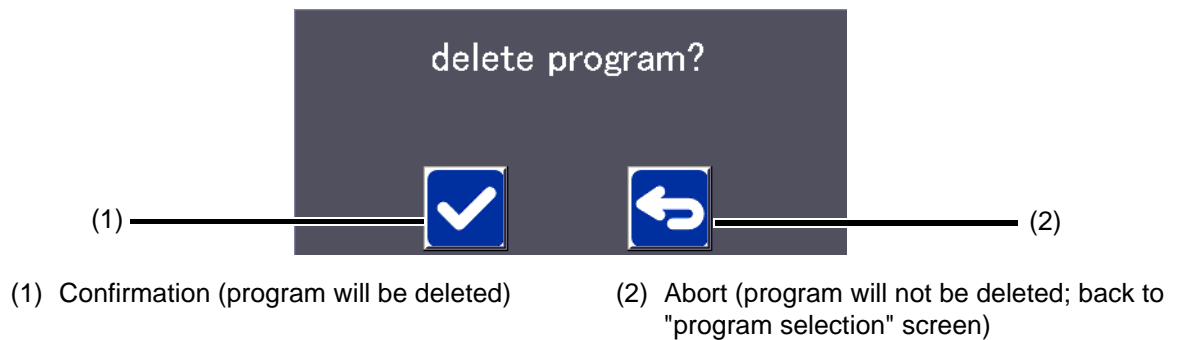 delete program?
(1)
(2)
(1) Confirmation (program will be deleted)
(2) Abort (program will not be deleted; back to
"program selection" screen)